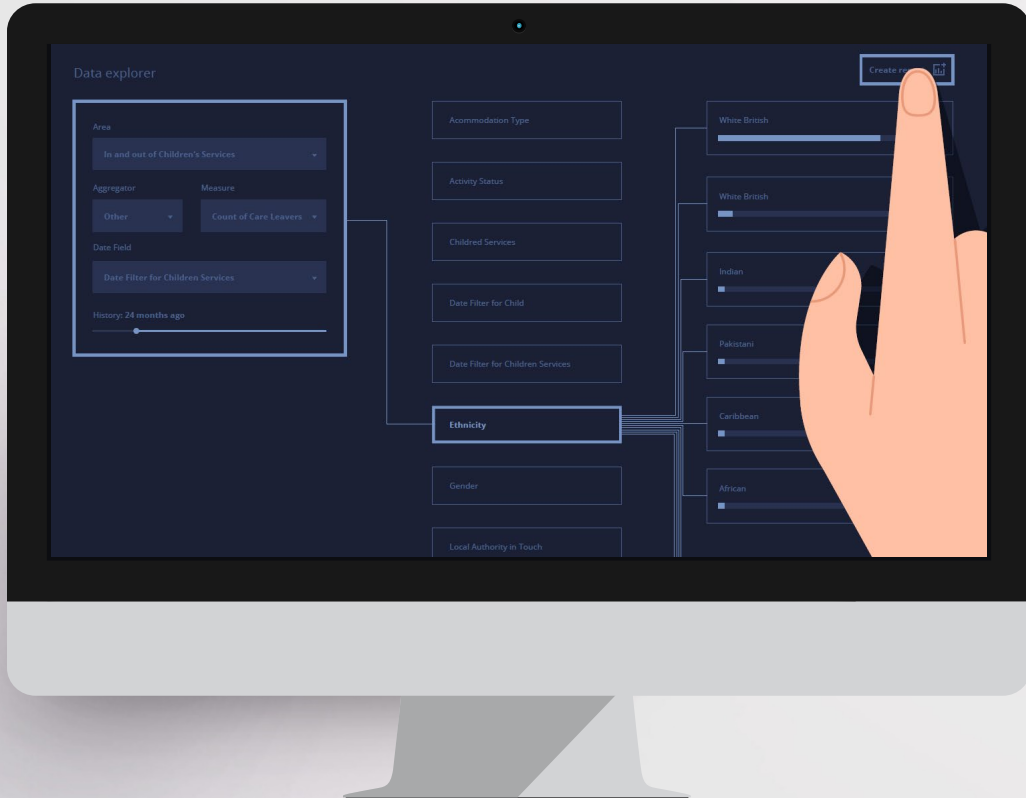 Data explorer
Create
Area
In and out of Children's Services
Aggregator
Measure
Other
Count of Care Leavers
Date Field
Date Filter for Children Services
History: 24 months ago
Acommodation Type
Activity Status
Childred Services
Date Filter for Child
Date Filter for Children Services
Ethnicity
Gender
Local Authority in Touch
White British
White British
Indian
Pakistani
Caribbean
African